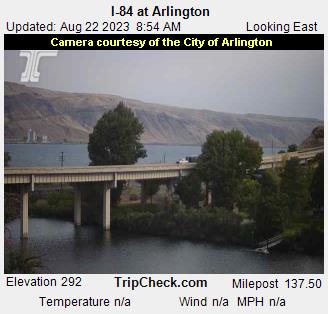 I-84 at Arlington
Updated: Aug 22 2023 8:54 AM Looking East
Camera courtesy of the City of Arlington
Elevation 292 TripCheck.com Milepost 137.50
Temperature n/a Wind n/a MPH n/a